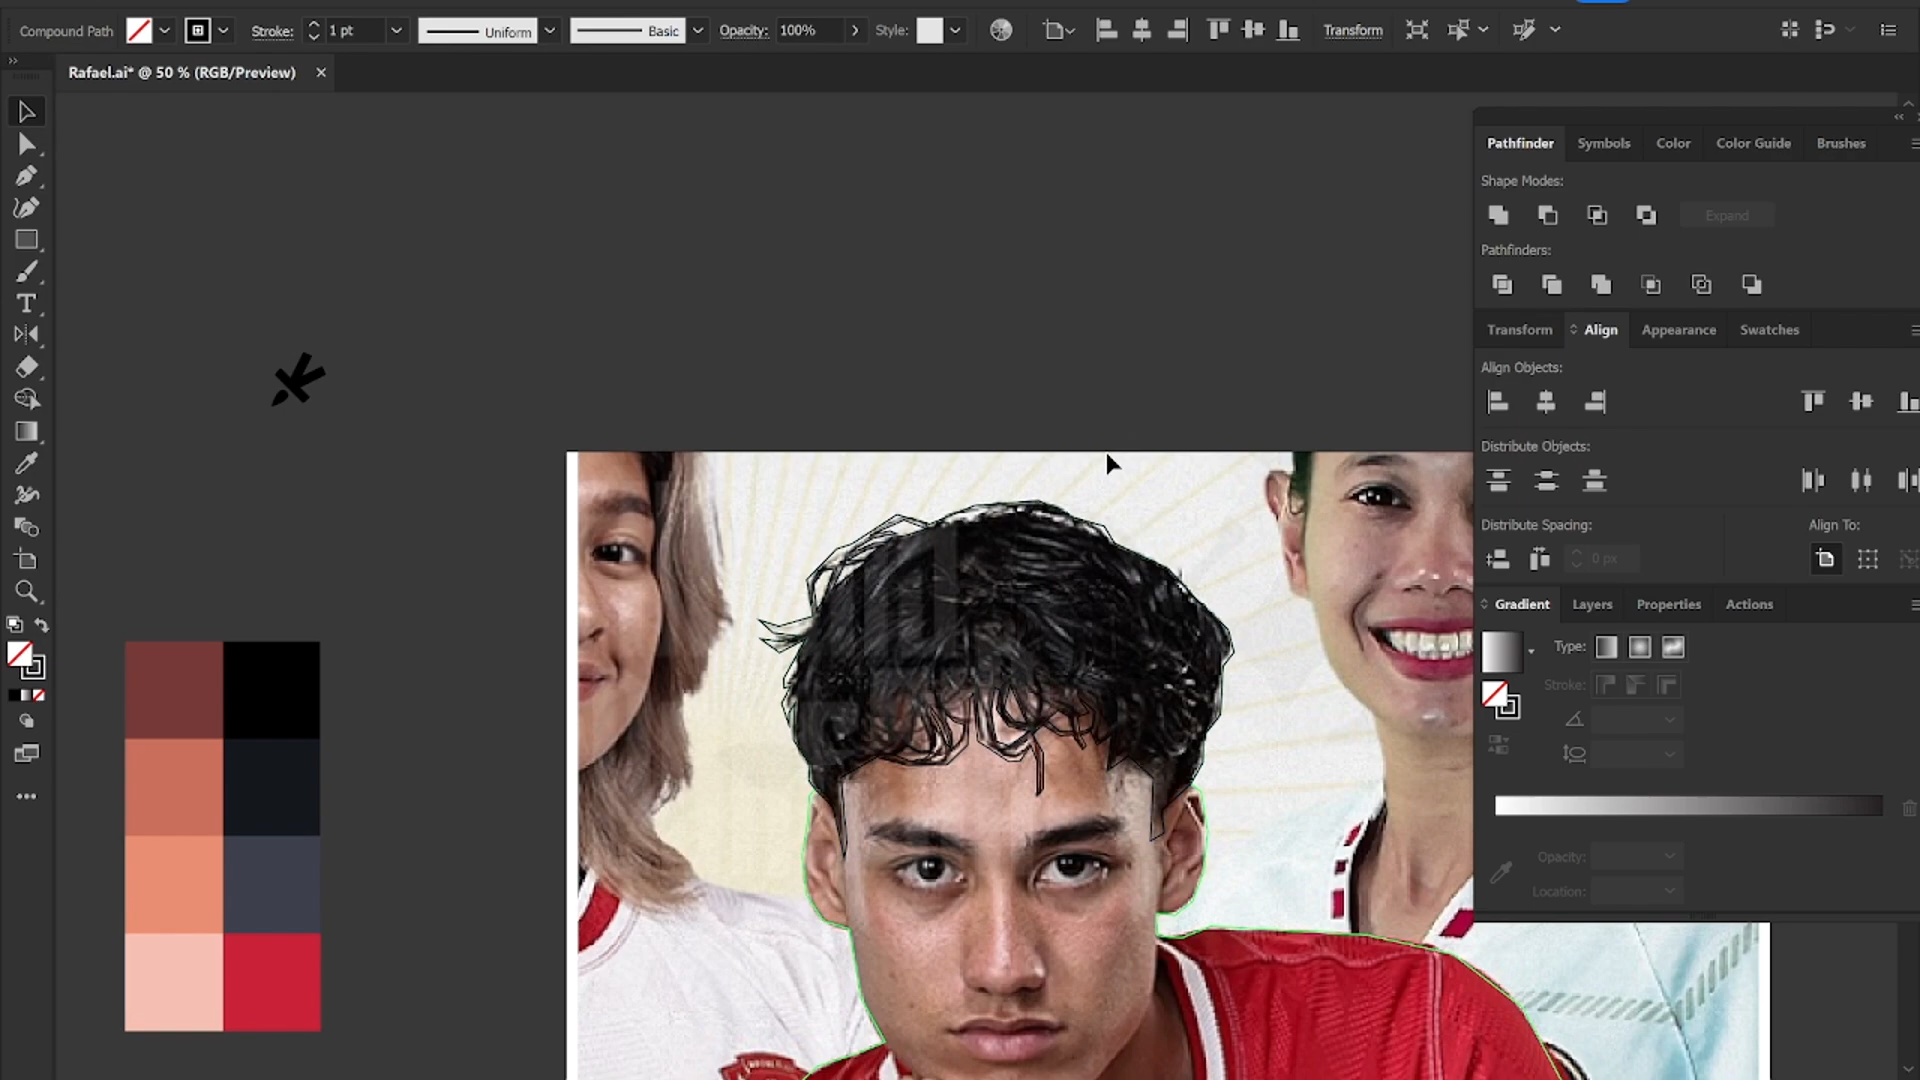 Compound Path Stroke: 1 pt Uniform Basic Opacity: 100% Style: Transform
Rafael.ai* @ 50 % (RGB/Preview)
Pathfinder Symbols Color Color Guide Brushes
Shape Modes:
Expand
Pathfinders:
Transform Align Appearance Swatches
Align Objects:
Distribute Objects:
Distribute Spacing: Align To:
0 px
Gradient Layers Properties Actions
Type:
Stroke:
Opacity:
Location: